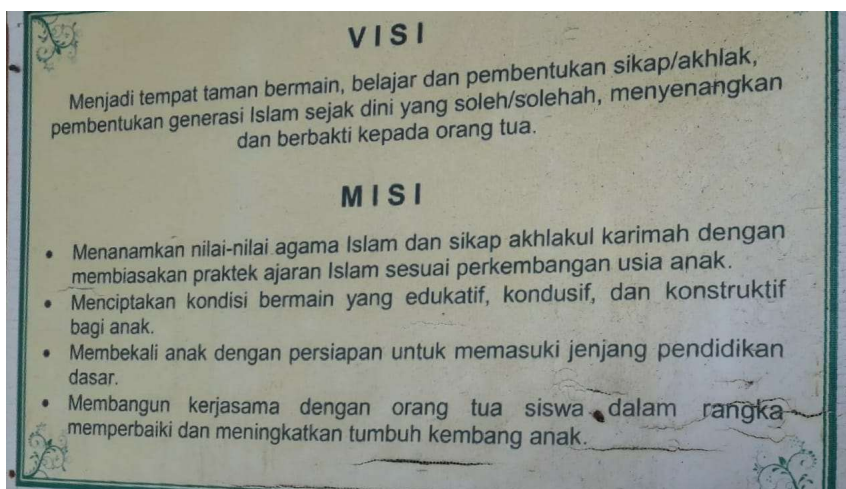 VISI
Menjadi tempat taman bermain, belajar dan pembentukan sikap/akhlak,
pembentukan generasi Islam sejak dini yang soleh/solehah, menyenangkan
dan berbakti kepada orang tua.
MISI
• Menanamkan nilai-nilai agama Islam dan sikap akhlakul karimah dengan
membiasakan praktek ajaran Islam sesuai perkembangan usia anak.
• Menciptakan kondisi bermain yang edukatif, kondusif, dan konstruktif
bagi anak.
• Membekali anak dengan persiapan untuk memasuki jenjang pendidikan
dasar.
• Membangun kerjasama dengan orang tua siswa dalam rangka
memperbaiki dan meningkatkan tumbuh kembang anak.